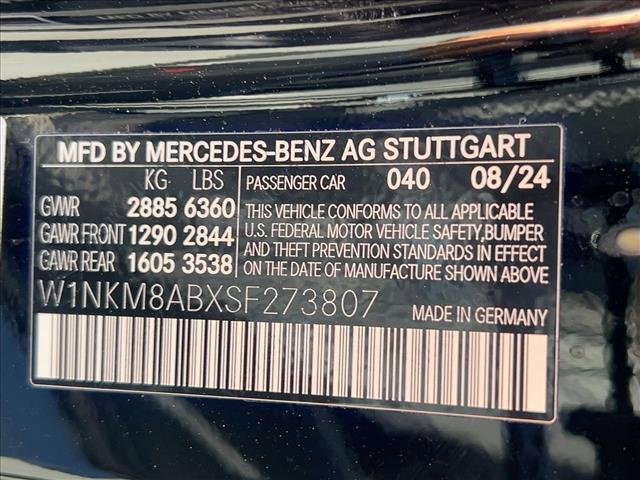 MFD BY MERCEDES-BENZ AG STUTTGART
KG LBS PASSENGER CAR 040 08/24
GVWR 2885 6360 THIS VEHICLE CONFORMS TO ALL APPLICABLE
U.S. FEDERAL MOTOR VEHICLE SAFETY,BUMPER
GAWR FRONT 1290 2844 AND THEFT PREVENTION STANDARDS IN EFFECT
GAWR REAR 1605 3538 ON THE DATE OF MANUFACTURE SHOWN ABOVE
W1NKM8ABXSF273807 MADE IN GERMANY